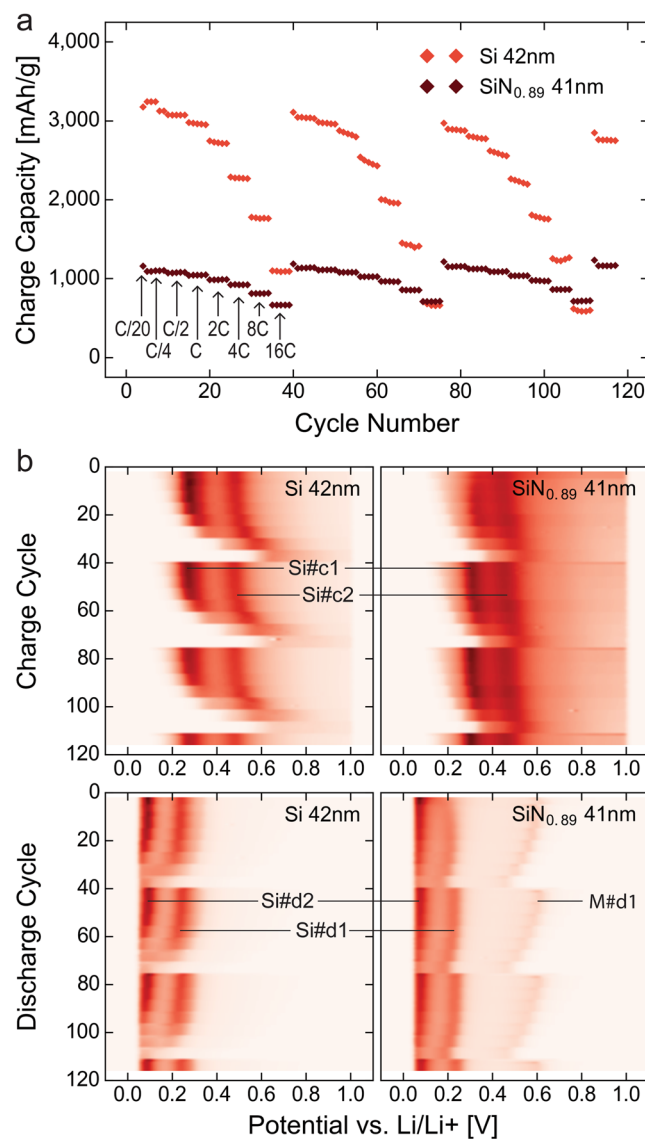 a
4,000
3,000
2,000
1,000
0
Charge Capacity [mAh/g]
Si 42nm
SiN0.89 41nm
C/20
C/4
C/2
C
2C
4C
8C
16C
0 20 40 60 80 100 120
Cycle Number
b
0
20
40
60
80
100
120
Charge Cycle
Si 42nm
SiN0.89 41nm
Si#c1
Si#c2
0.0 0.2 0.4 0.6 0.8 1.0
0.0 0.2 0.4 0.6 0.8 1.0
0
20
40
60
80
100
120
Discharge Cycle
Si 42nm
SiN0.89 41nm
Si#d2
M#d1
Si#d1
0.0 0.2 0.4 0.6 0.8 1.0
0.0 0.2 0.4 0.6 0.8 1.0
Potential vs. Li/Li+ [V]